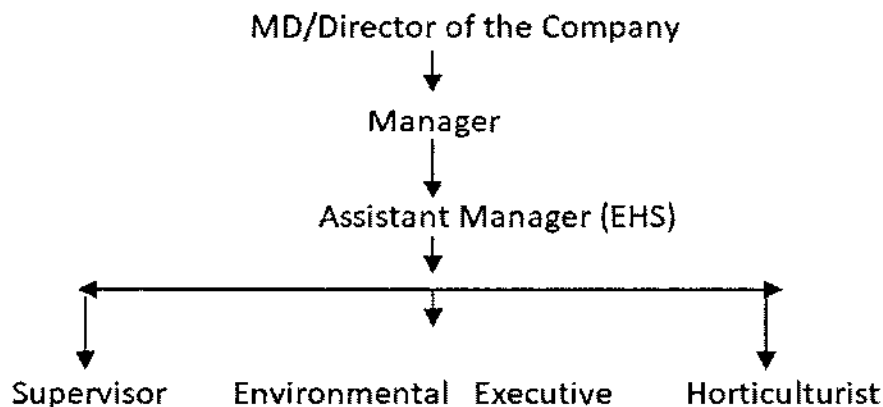 MD/Director of the Company
Manager
Assistant Manager (EHS)
Supervisor Environmental Executive Horticulturist